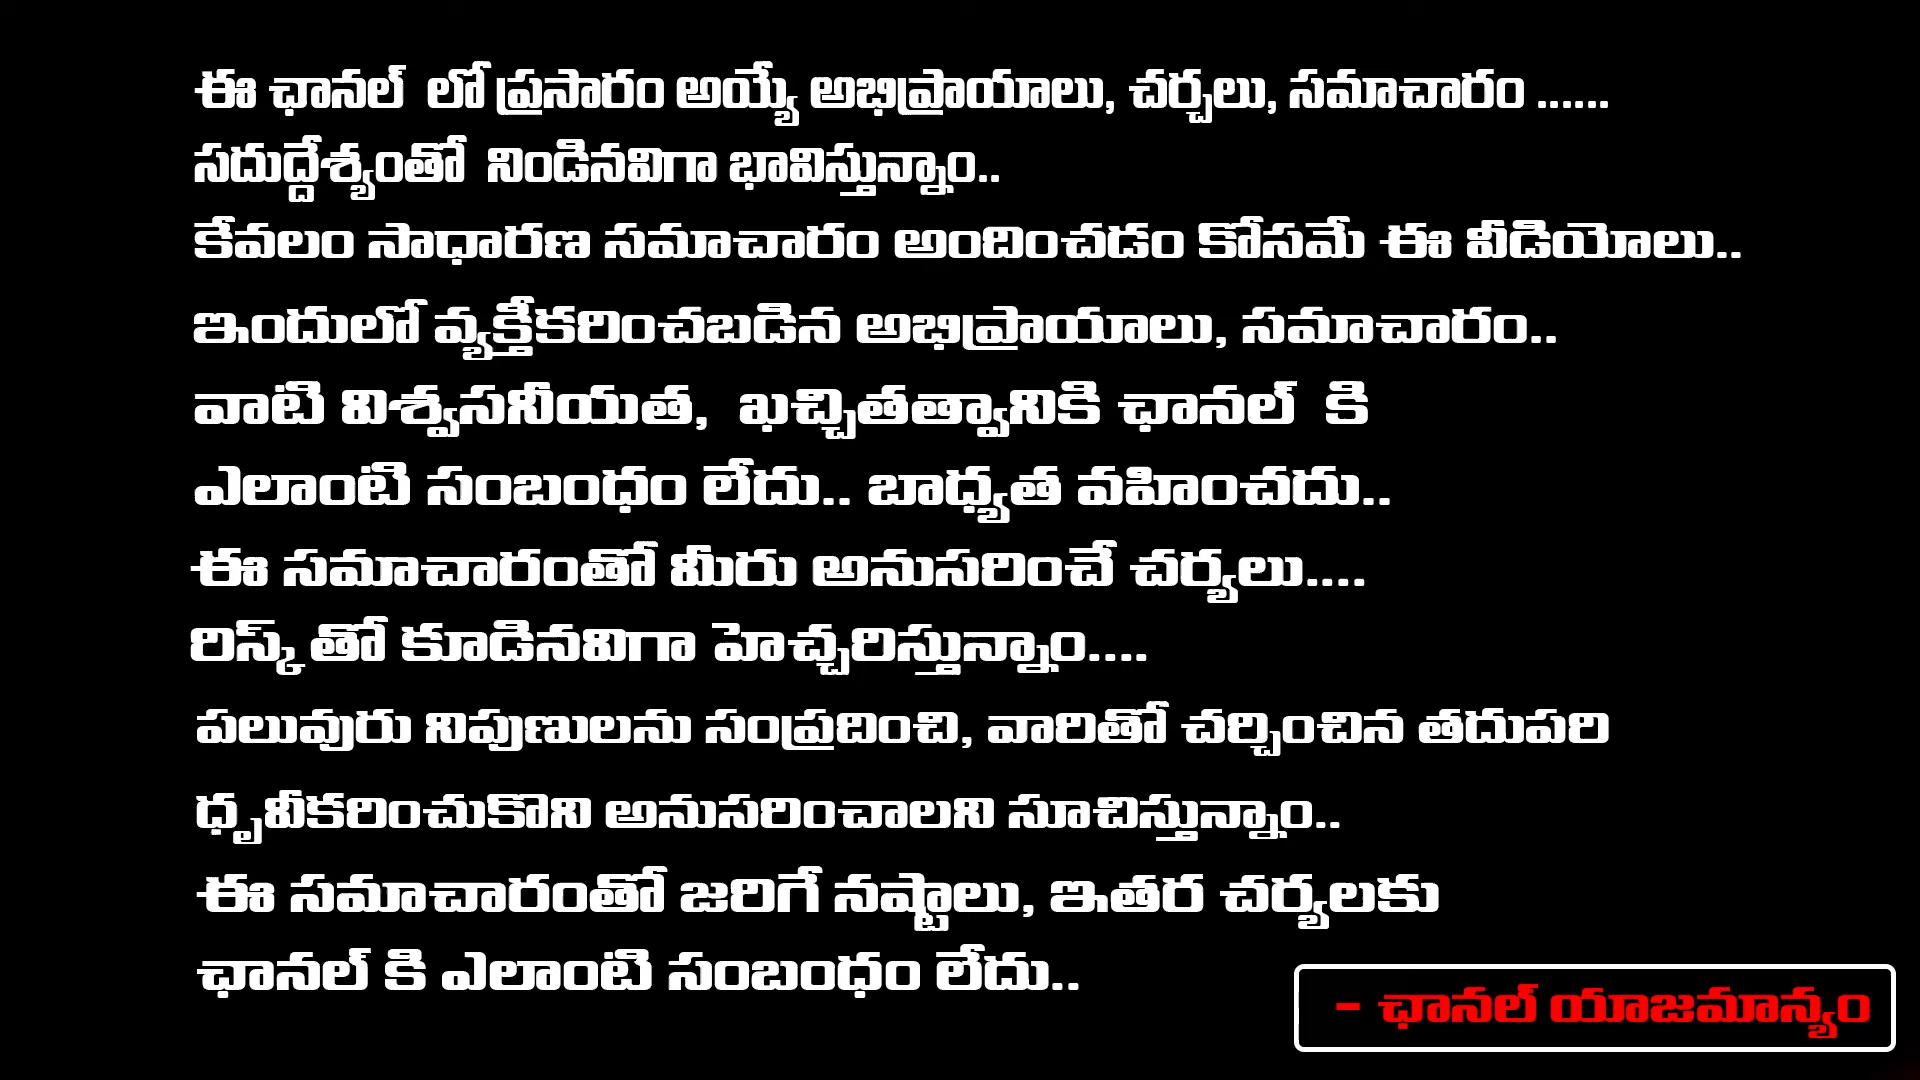 ఈ ఛానల్ లో ప్రసారం అయ్యే అభిప్రాయాలు, చర్చలు, సమాచారం ......
సదుద్దేశ్యంతో నిండినవిగా భావిస్తున్నాం..
కేవలం సాధారణ సమాచారం అందించడం కోసమే ఈ వీడియోలు..
ఇందులో వ్యక్తీకరించబడిన అభిప్రాయాలు, సమాచారం..
వాటి విశ్వసనీయత, ఖచ్చితత్వానికి ఛానల్ కి
ఎలాంటి సంబంధం లేదు.. బాధ్యత వహించదు..
ఈ సమాచారంతో మీరు అనుసరించే చర్యలు....
రిస్క్ తో కూడినవిగా హెచ్చరిస్తున్నాం....
పలువురు నిపుణులను సంప్రదించి, వారితో చర్చించిన తదుపరి
ధృవీకరించుకొని అనుసరించాలని సూచిస్తున్నాం..
ఈ సమాచారంతో జరిగే నష్టాలు, ఇతర చర్యలకు
ఛానల్ కి ఎలాంటి సంబంధం లేదు..
- ఛానల్ యాజమాన్యం